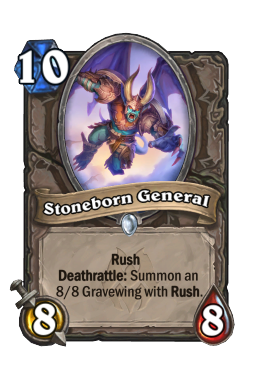 10
Stoneborn General
Rush
Deathrattle: Summon an
8/8 Gravewing with Rush.
8 8